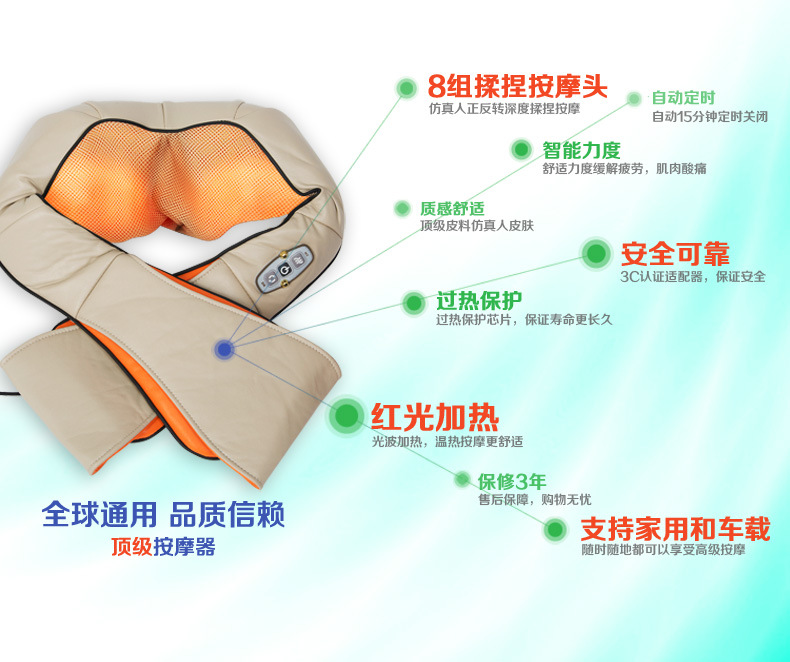 8组揉捏按摩头
仿真人正反转深度揉捏按摩
自动定时
自动15分钟定时关闭
智能力度
舒适力度缓解疲劳，肌肉酸痛
质感舒适
顶级皮料仿真人皮肤
安全可靠
3C认证适配器，保证安全
过热保护
过热保护芯片，保证寿命更长久
红光加热
光波加热，温热按摩更舒适
保修3年
售后保障，购物无忧
支持家用和车载
随时随地都可以享受高级按摩
全球通用 品质信赖
顶级按摩器